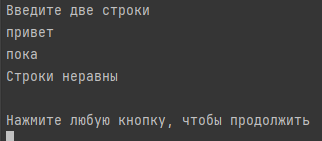 Введите две строки
привет
пока
Строки неравны
Нажмите любую кнопку, чтобы продолжить